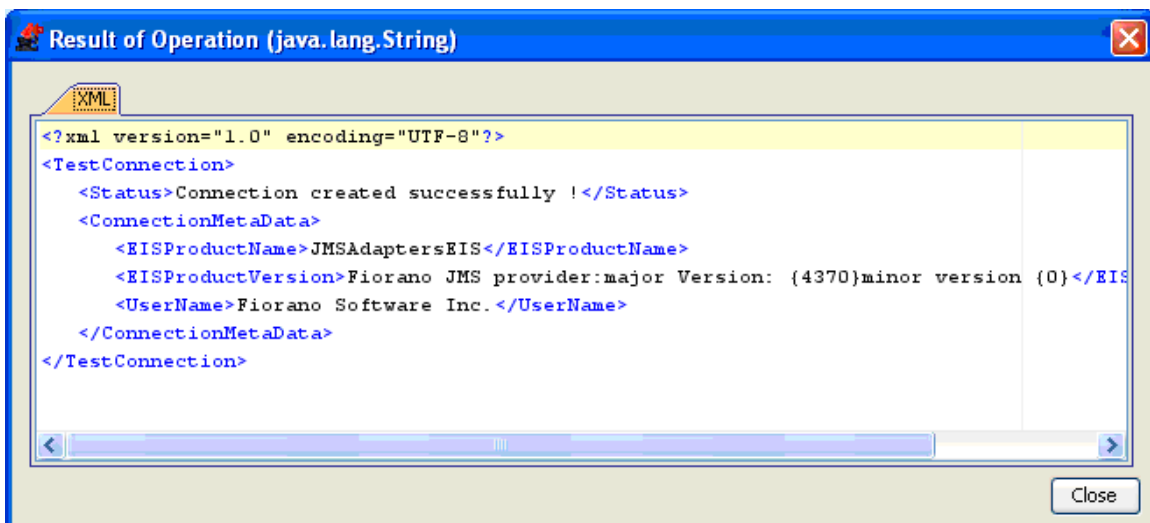 Result of Operation (java.lang.String)
XML
<?xml version="1.0" encoding="UTF-8"?>
<TestConnection>
<Status>Connection created successfully !</Status>
<ConnectionMetaData>
<EISProductName>JMSAdaptersEIS</EISProductName>
<EISProductVersion>Fiorano JMS provider:major Version: {4370}minor version {0}</EIS
<UserName>Fiorano Software Inc.</UserName>
</ConnectionMetaData>
</TestConnection>
Close